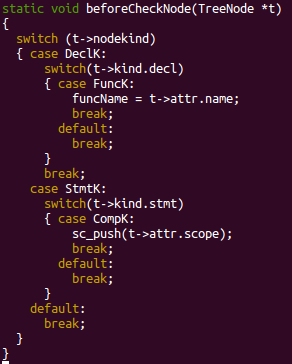 static void beforeCheckNode(TreeNode *t)
{
  switch (t->nodekind)
  { case DeclK:
      switch(t->kind.decl)
      { case FuncK:
          funcName = t->attr.name;
          break;
        default:
          break;
      }
      break;
    case StmtK:
      switch(t->kind.stmt)
      { case CompK:
          sc_push(t->attr.scope);
          break;
        default:
          break;
      }
    default:
      break;
  }
}